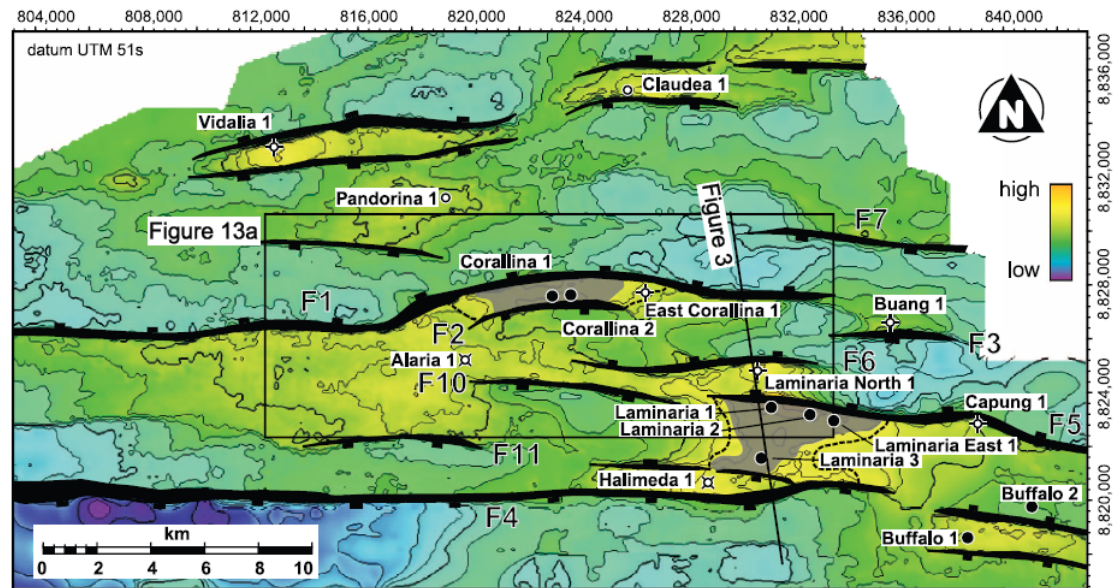 804,000 812,000 816,000 820,000 824,000 828,000 832,000 836,000 840,000
datum UTM 51s
8,836,000
Claudea 1
N
Vidalia 1
8,832,000
high
low
Pandorina 1
Figure 3
F7
Figure 13a
Corallina 1
8,828,000
F1
East Corallina 1
Buang 1
F2
Corallina 2
F3
Alaria 1
F6
F10
Laminaria North 1
8,824,000
Laminaria 1
Capung 1
Laminaria 2
F5
Laminaria East 1
F11
Laminaria 3
Halimeda 1
Buffalo 2
8,820,000
F4
km
Buffalo 1
0 2 4 6 8 10